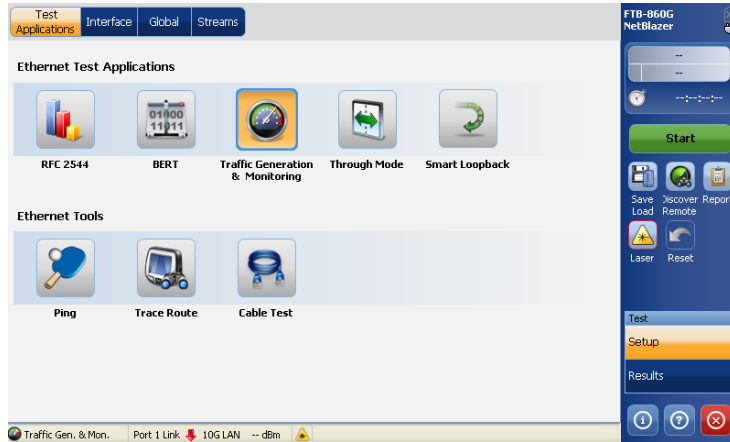 Test
Applications
Interface
Global
Streams
FTB-860G
NetBlazer
Ethernet Test Applications
01000
11011
RFC 2544
BERT
Traffic Generation
& Monitoring
Through Mode
Smart Loopback
Ethernet Tools
Ping
Trace Route
Cable Test
--
--
--:--:--
Start
Save
Load
Discover
Remote
Repor
Laser
Reset
Test
Setup
Results
Traffic Gen. & Mon.
Port 1 Link
10G LAN
-- dBm